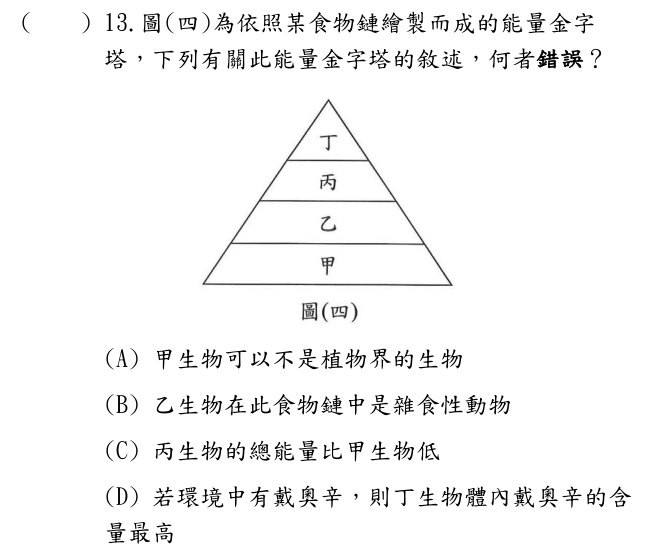 (　　) 13. 圖(四)為依照某食物鏈繪製而成的能量金字
塔，下列有關此能量金字塔的敘述，何者錯誤？
丁
丙
乙
甲
圖(四)
(A) 甲生物可以不是植物界的生物
(B) 乙生物在此食物鏈中是雜食性動物
(C) 丙生物的總能量比甲生物低
(D) 若環境中有戴奧辛，則丁生物體內戴奧辛的含
量最高